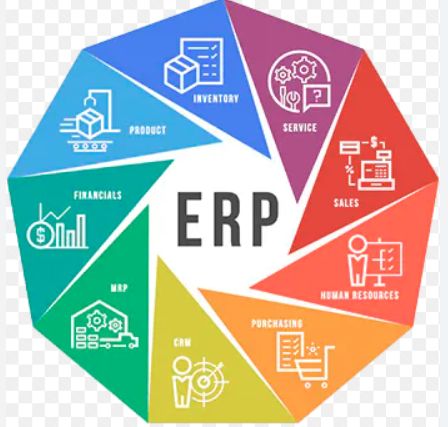 INVENTORY
SERVICE
PRODUCT
SALES
FINANCIALS
ERP
HUMAN RESOURCES
MRP
PURCHASING
CRM